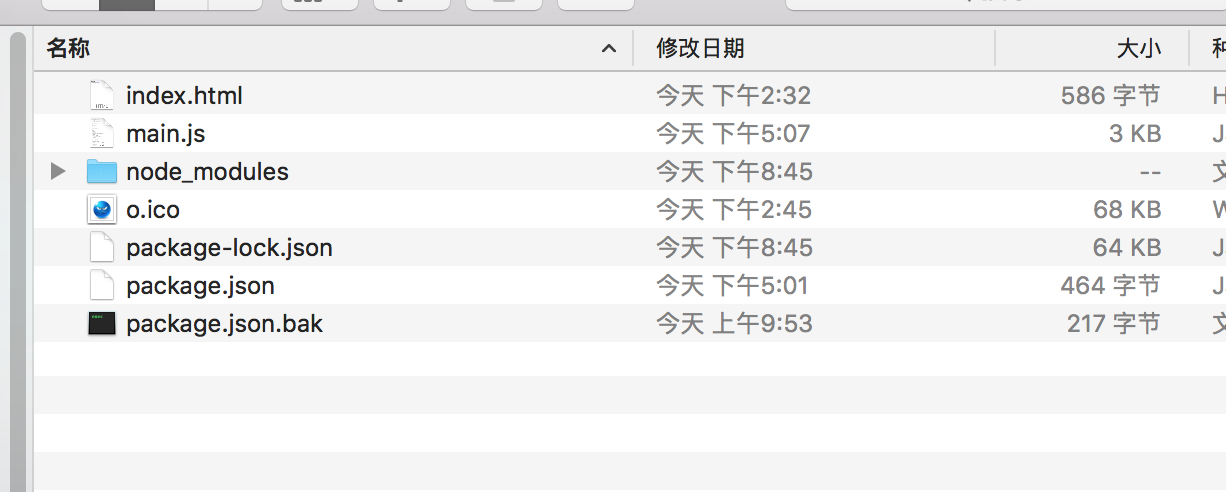 名称 修改日期 大小
index.html 今天 下午2:32 586 字节
main.js 今天 下午5:07 3 KB
node_modules 今天 下午8:45 --
o.ico 今天 下午2:45 68 KB
package-lock.json 今天 下午8:45 64 KB
package.json 今天 下午5:01 464 字节
package.json.bak 今天 上午9:53 217 字节